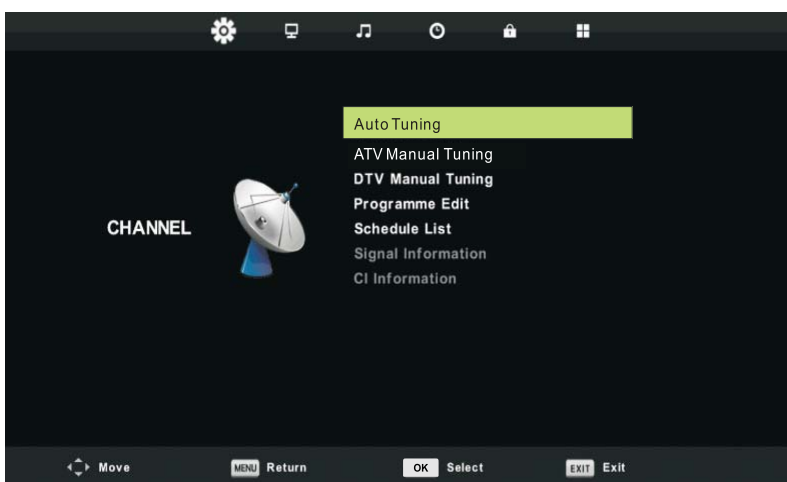 Auto Tuning
ATV Manual Tuning
DTV Manual Tuning
Programme Edit
CHANNEL
Schedule List
Signal Information
CI Information
Move
MENU Return
OK Select
EXIT Exit